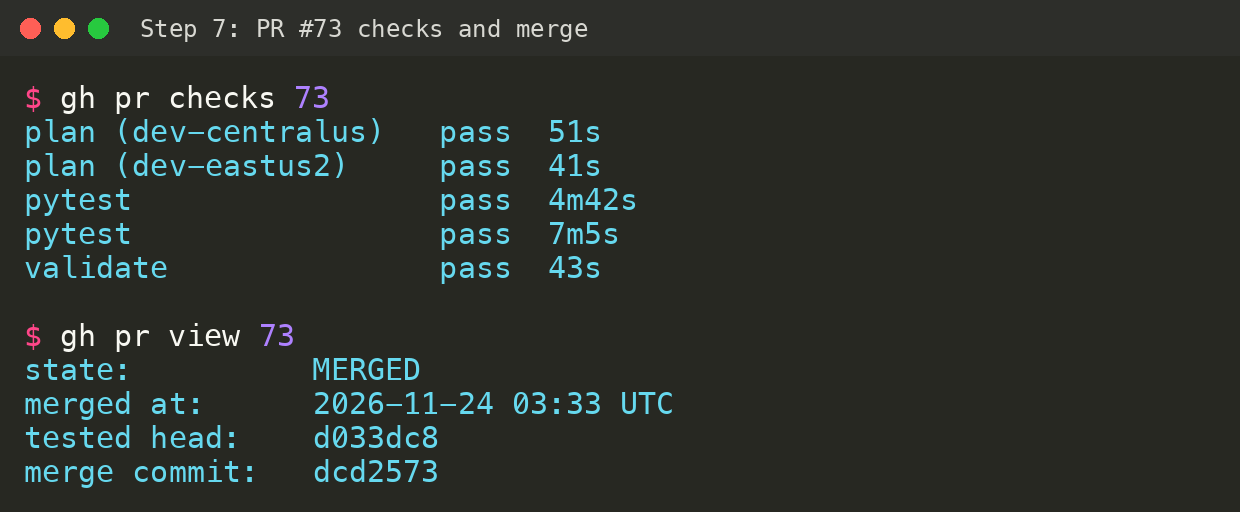 Step 7: PR #73 checks and merge
$ gh pr checks 73
plan (dev-centralus)   pass  51s
plan (dev-eastus2)     pass  41s
pytest                 pass  4m42s
pytest                 pass  7m5s
validate               pass  43s
$ gh pr view 73
state:          MERGED
merged at:      2026-11-24 03:33 UTC
tested head:    d033dc8
merge commit:   dcd2573